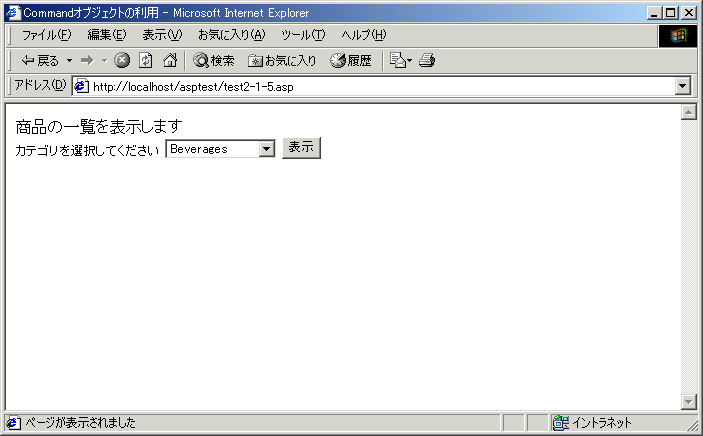 Commandオブジェクトの利用 - Microsoft Internet Explorer
ファイル(F) 編集(E) 表示(V) お気に入り(A) ツール(T) ヘルプ(H)
戻る 検索 お気に入り 履歴
アドレス(D) http://localhost/asptest/test2-1-5.asp
商品の一覧を表示します
カテゴリを選択してください Beverages 表示
ページが表示されました イントラネット